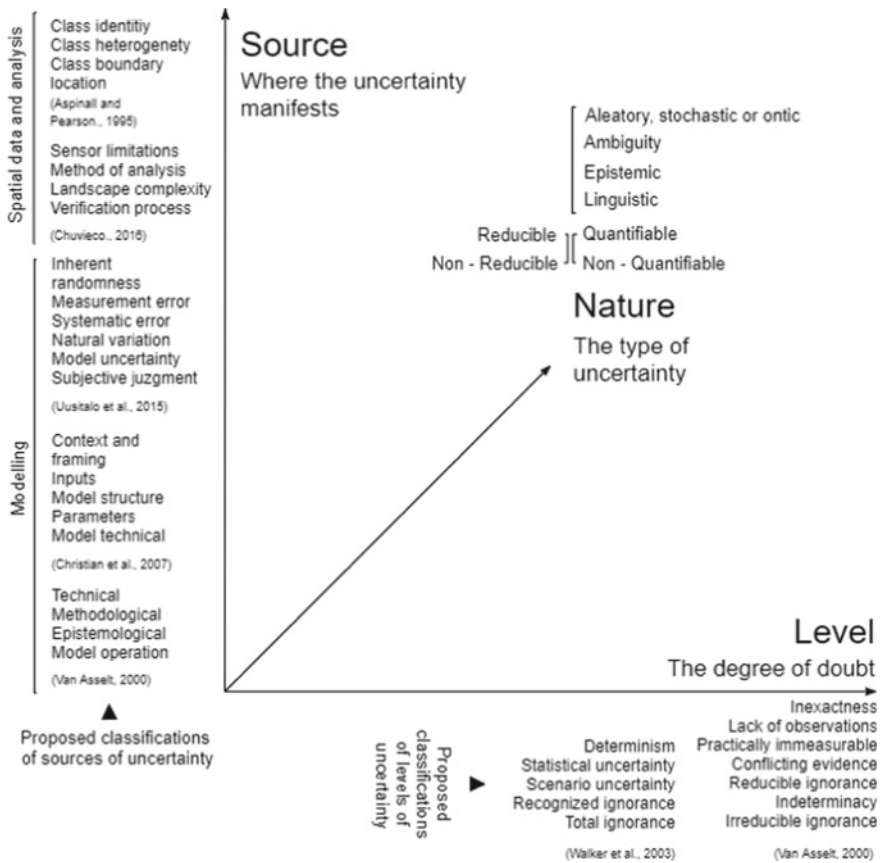 Spatial data and analysis
Class identitiy
Class heterogenety
Class boundary
location
(Aspinall and
Pearson., 1995)
Sensor limitations
Method of analysis
Landscape complexity
Verification process
(Chuvieco., 2016)
Modelling
Inherent
randomness
Measurement error
Systematic error
Natural variation
Model uncertainty
Subjective juzgment
(Uusitalo et al., 2015)
Context and
framing
Inputs
Model structure
Parameters
Model technical
(Christian et al., 2007)
Technical
Methodological
Epistemological
Model operation
(Van Asselt, 2000)
▲
Proposed classifications
of sources of uncertainty
Source
Where the uncertainty
manifests
Aleatory, stochastic or ontic
Ambiguity
Epistemic
Linguistic
Reducible
Non - Reducible
Quantifiable
Non - Quantifiable
Nature
The type of
uncertainty
Level
The degree of doubt
Proposed
classifications
of levels of
uncertainty
►
Determinism
Statistical uncertainty
Scenario uncertainty
Recognized ignorance
Total ignorance
(Walker et al., 2003)
Inexactness
Lack of observations
Practically immeasurable
Conflicting evidence
Reducible ignorance
Indeterminacy
Irreducible ignorance
(Van Asselt, 2000)